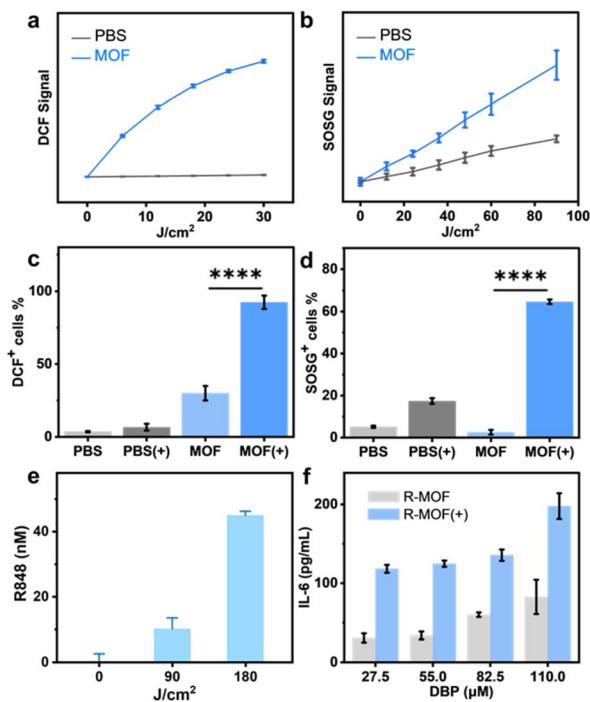 a
PBS
MOF
DCF Signal
0
10
20
30
J/cm²
b
PBS
MOF
SOSG Signal
0
20
40
60
80
100
J/cm²
c
****
DCF⁺ cells %
100
50
0
PBS
PBS(+)
MOF
MOF(+)
d
****
SOSG⁺ cells %
80
60
40
20
0
PBS
PBS(+)
MOF
MOF(+)
e
R848 (nM)
40
20
0
0
90
180
J/cm²
f
R-MOF
R-MOF(+)
IL-6 (pg/mL)
200
100
0
27.5
55.0
82.5
110.0
DBP (μM)